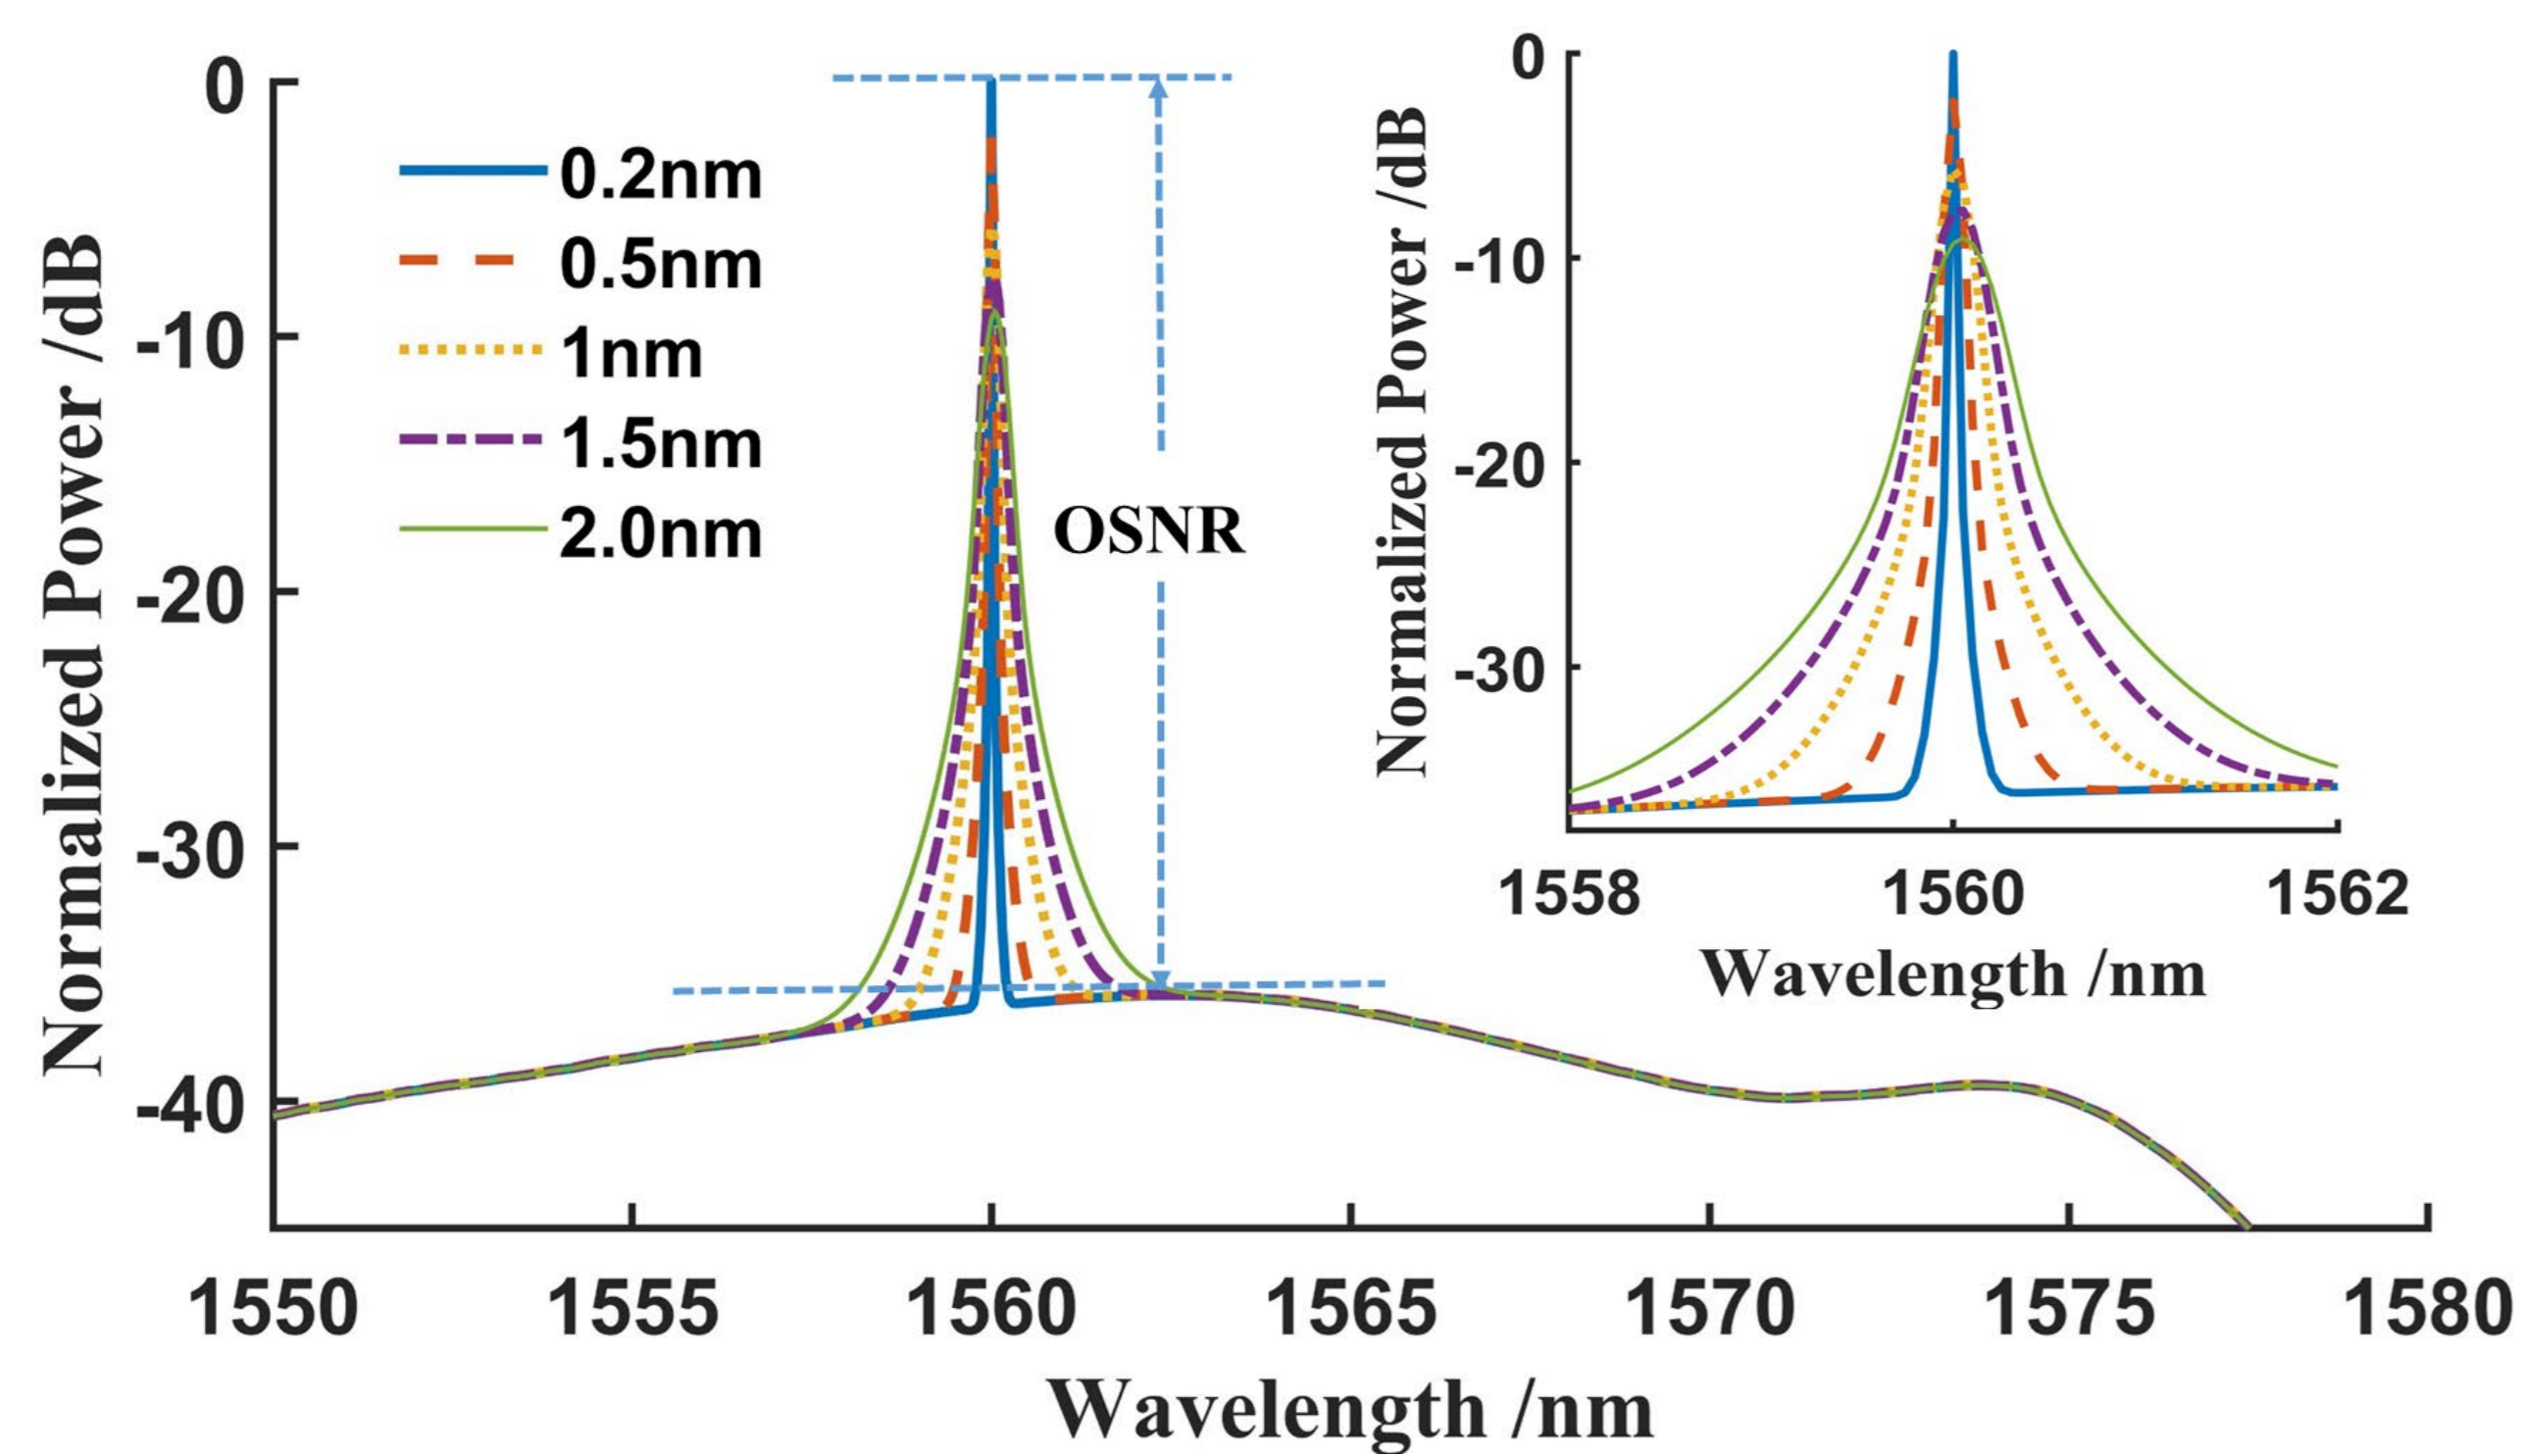 Normalized Power /dB
0
-10
-20
-30
-40
0.2nm
0.5nm
1nm
1.5nm
2.0nm
OSNR
1550
1555
1560
1565
1570
1575
1580
Wavelength /nm
Normalized Power /dB
0
-10
-20
-30
1558
1560
1562
Wavelength /nm